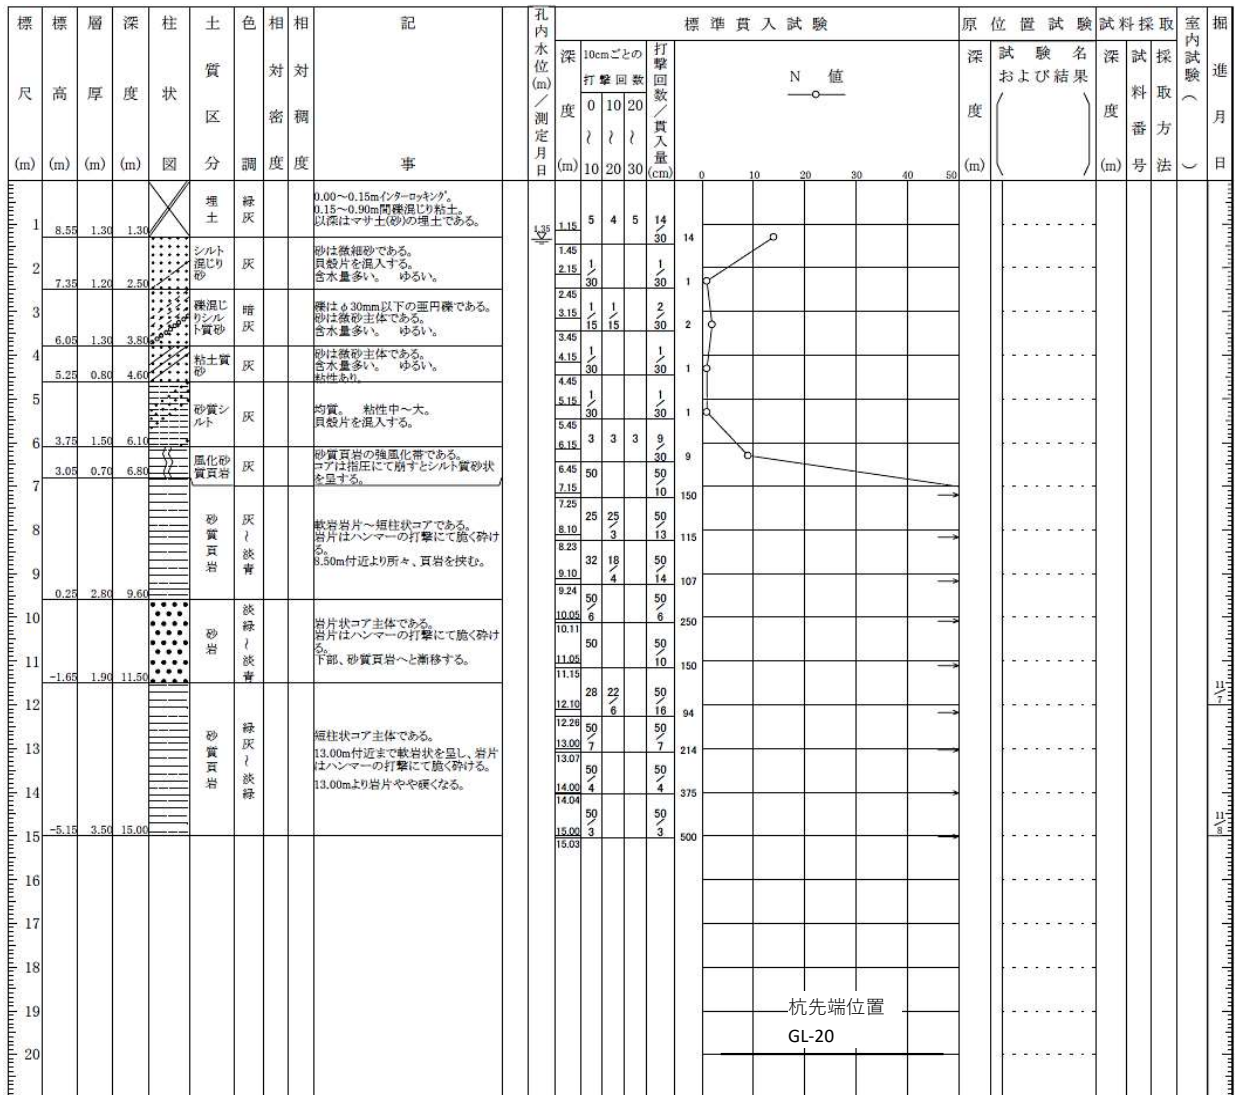 標尺(m) 標高(m) 層厚(m) 深度(m) 柱状図 土質区分 色調 相対密度 相対稠度 記事 孔内水位(m)/測定月日 標準貫入試験 原位置試験 試料採取 室内試験( ) 掘進月日
深度(m) 10cmごとの打撃回数 打撃回数/貫入量(cm) N 値 深度(m) 試験名および結果 深度(m) 試料番号 採取方法
0~10 10~20 20~30
0 10 20 30 40 50
埋土 緑灰
0.00~0.15mインターロッキング。
0.15~0.90m間礫混じり粘土。
以深はマサ土(砂)の埋土である。
1 8.55 1.30 1.30
1.35
1.15 5 4 5 14/30 14
1.45
シルト混じり砂 灰
砂は微細砂である。
貝殻片を混入する。
含水量多い。 ゆるい。
2 7.35 1.20 2.50
2.15 1/30 1/30 1
2.45
礫混じりシルト質砂 暗灰
礫はφ30mm以下の亜円礫である。
砂は微砂主体である。
含水量多い。 ゆるい。
3 6.05 1.30 3.80
3.15 1/15 1/15 2/30 2
3.45
粘土質砂 灰
砂は微砂主体である。
含水量多い。 ゆるい。
粘性あり。
4 5.25 0.80 4.60
4.15 1/30 1/30 1
4.45
砂質シルト 灰
均質。 粘性中~大。
貝殻片を混入する。
5
5.15 1/30 1/30 1
5.45
6 3.75 1.50 6.10
6.15 3 3 3 9/30 9
6.45
風化砂質頁岩 灰
砂質頁岩の強風化帯である。
コアは指圧にて崩すとシルト質砂状
を呈する。
3.05 0.70 6.80
7
7.15 50 50/10 150
7.25
砂質頁岩 灰~淡青
軟岩岩片~短柱状コアである。
岩片はハンマーの打撃にて脆く砕け
る。
8.50m付近より所々、頁岩を挟む。
8
8.10 25 25/3 50/13 115
8.23
9
9.10 32 18/4 50/14 107
9.24
0.25 2.80 9.60
砂岩 淡緑~淡青
岩片状コア主体である。
岩片はハンマーの打撃にて脆く砕け
る。
下部、砂質頁岩へと漸移する。
10
10.05 50/6 50/6 250
10.11
11
11.05 50 50/10 150
11.15
-1.65 1.90 11.50
11/7
砂質頁岩 緑灰~淡緑
短柱状コア主体である。
13.00m付近まで軟岩状を呈し、岩片
はハンマーの打撃にて脆く砕ける。
13.00mより岩片やや硬くなる。
12
12.10 28 22/6 50/16 94
12.26
13
13.00 50/7 50/7 214
13.07
14
14.00 50/4 50/4 375
14.04
11/8
15 -5.15 3.50 15.00
15.00 50/3 50/3 500
15.03
16
17
18
19
杭先端位置
GL-20
20